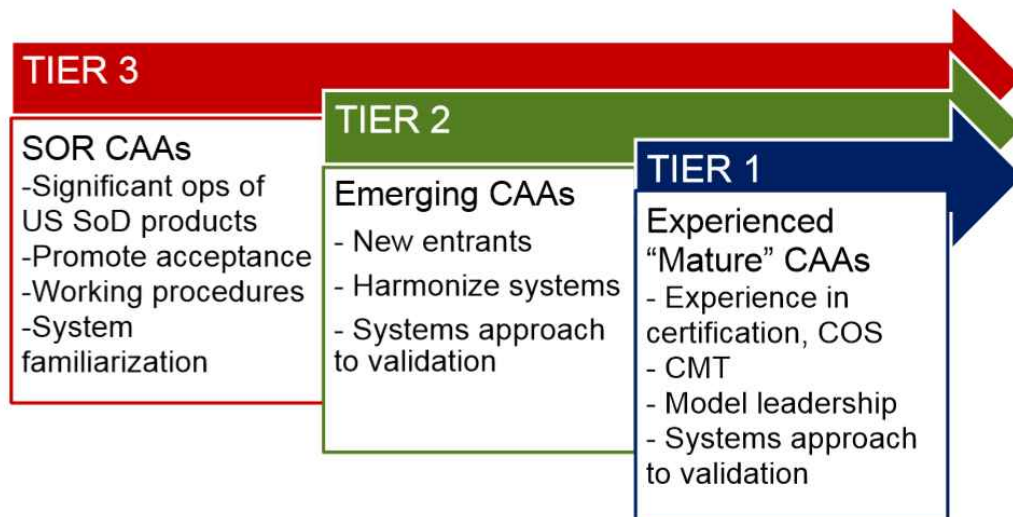 TIER 3
SOR CAAs
-Significant ops of
US SoD products
-Promote acceptance
-Working procedures
-System
familiarization
TIER 2
Emerging CAAs
- New entrants
- Harmonize systems
- Systems approach
to validation
TIER 1
Experienced
“Mature” CAAs
- Experience in
certification, COS
- CMT
- Model leadership
- Systems approach
to validation